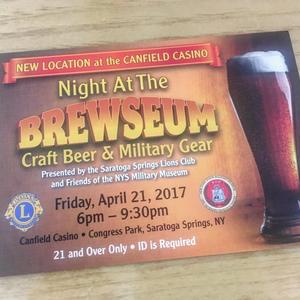 NEW LOCATION at the CANFIELD CASINO
Night At The
BREWSEUM
Craft Beer & Military Gear
Presented by the Saratoga Springs Lions Club
and Friends of the NYS Military Museum
Friday, April 21, 2017
6pm – 9:30pm
Canfield Casino • Congress Park, Saratoga Springs, NY
21 and Over Only • ID is Required
L